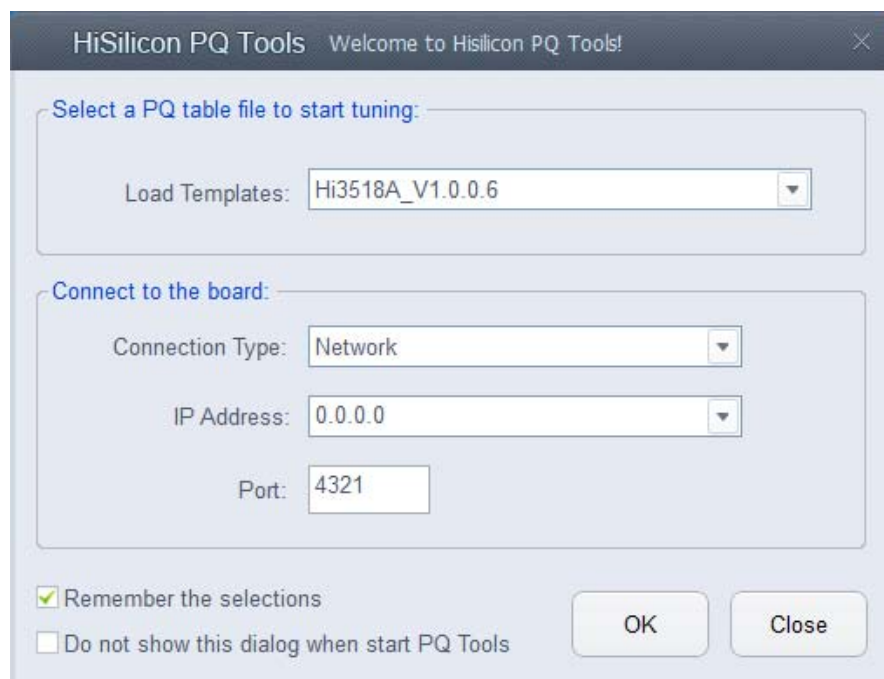 HiSilicon PQ Tools Welcome to Hisilicon PQ Tools!
Select a PQ table file to start tuning:
Load Templates: Hi3518A_V1.0.0.6
Connect to the board:
Connection Type: Network
IP Address: 0.0.0.0
Port: 4321
Remember the selections
Do not show this dialog when start PQ Tools
OK
Close